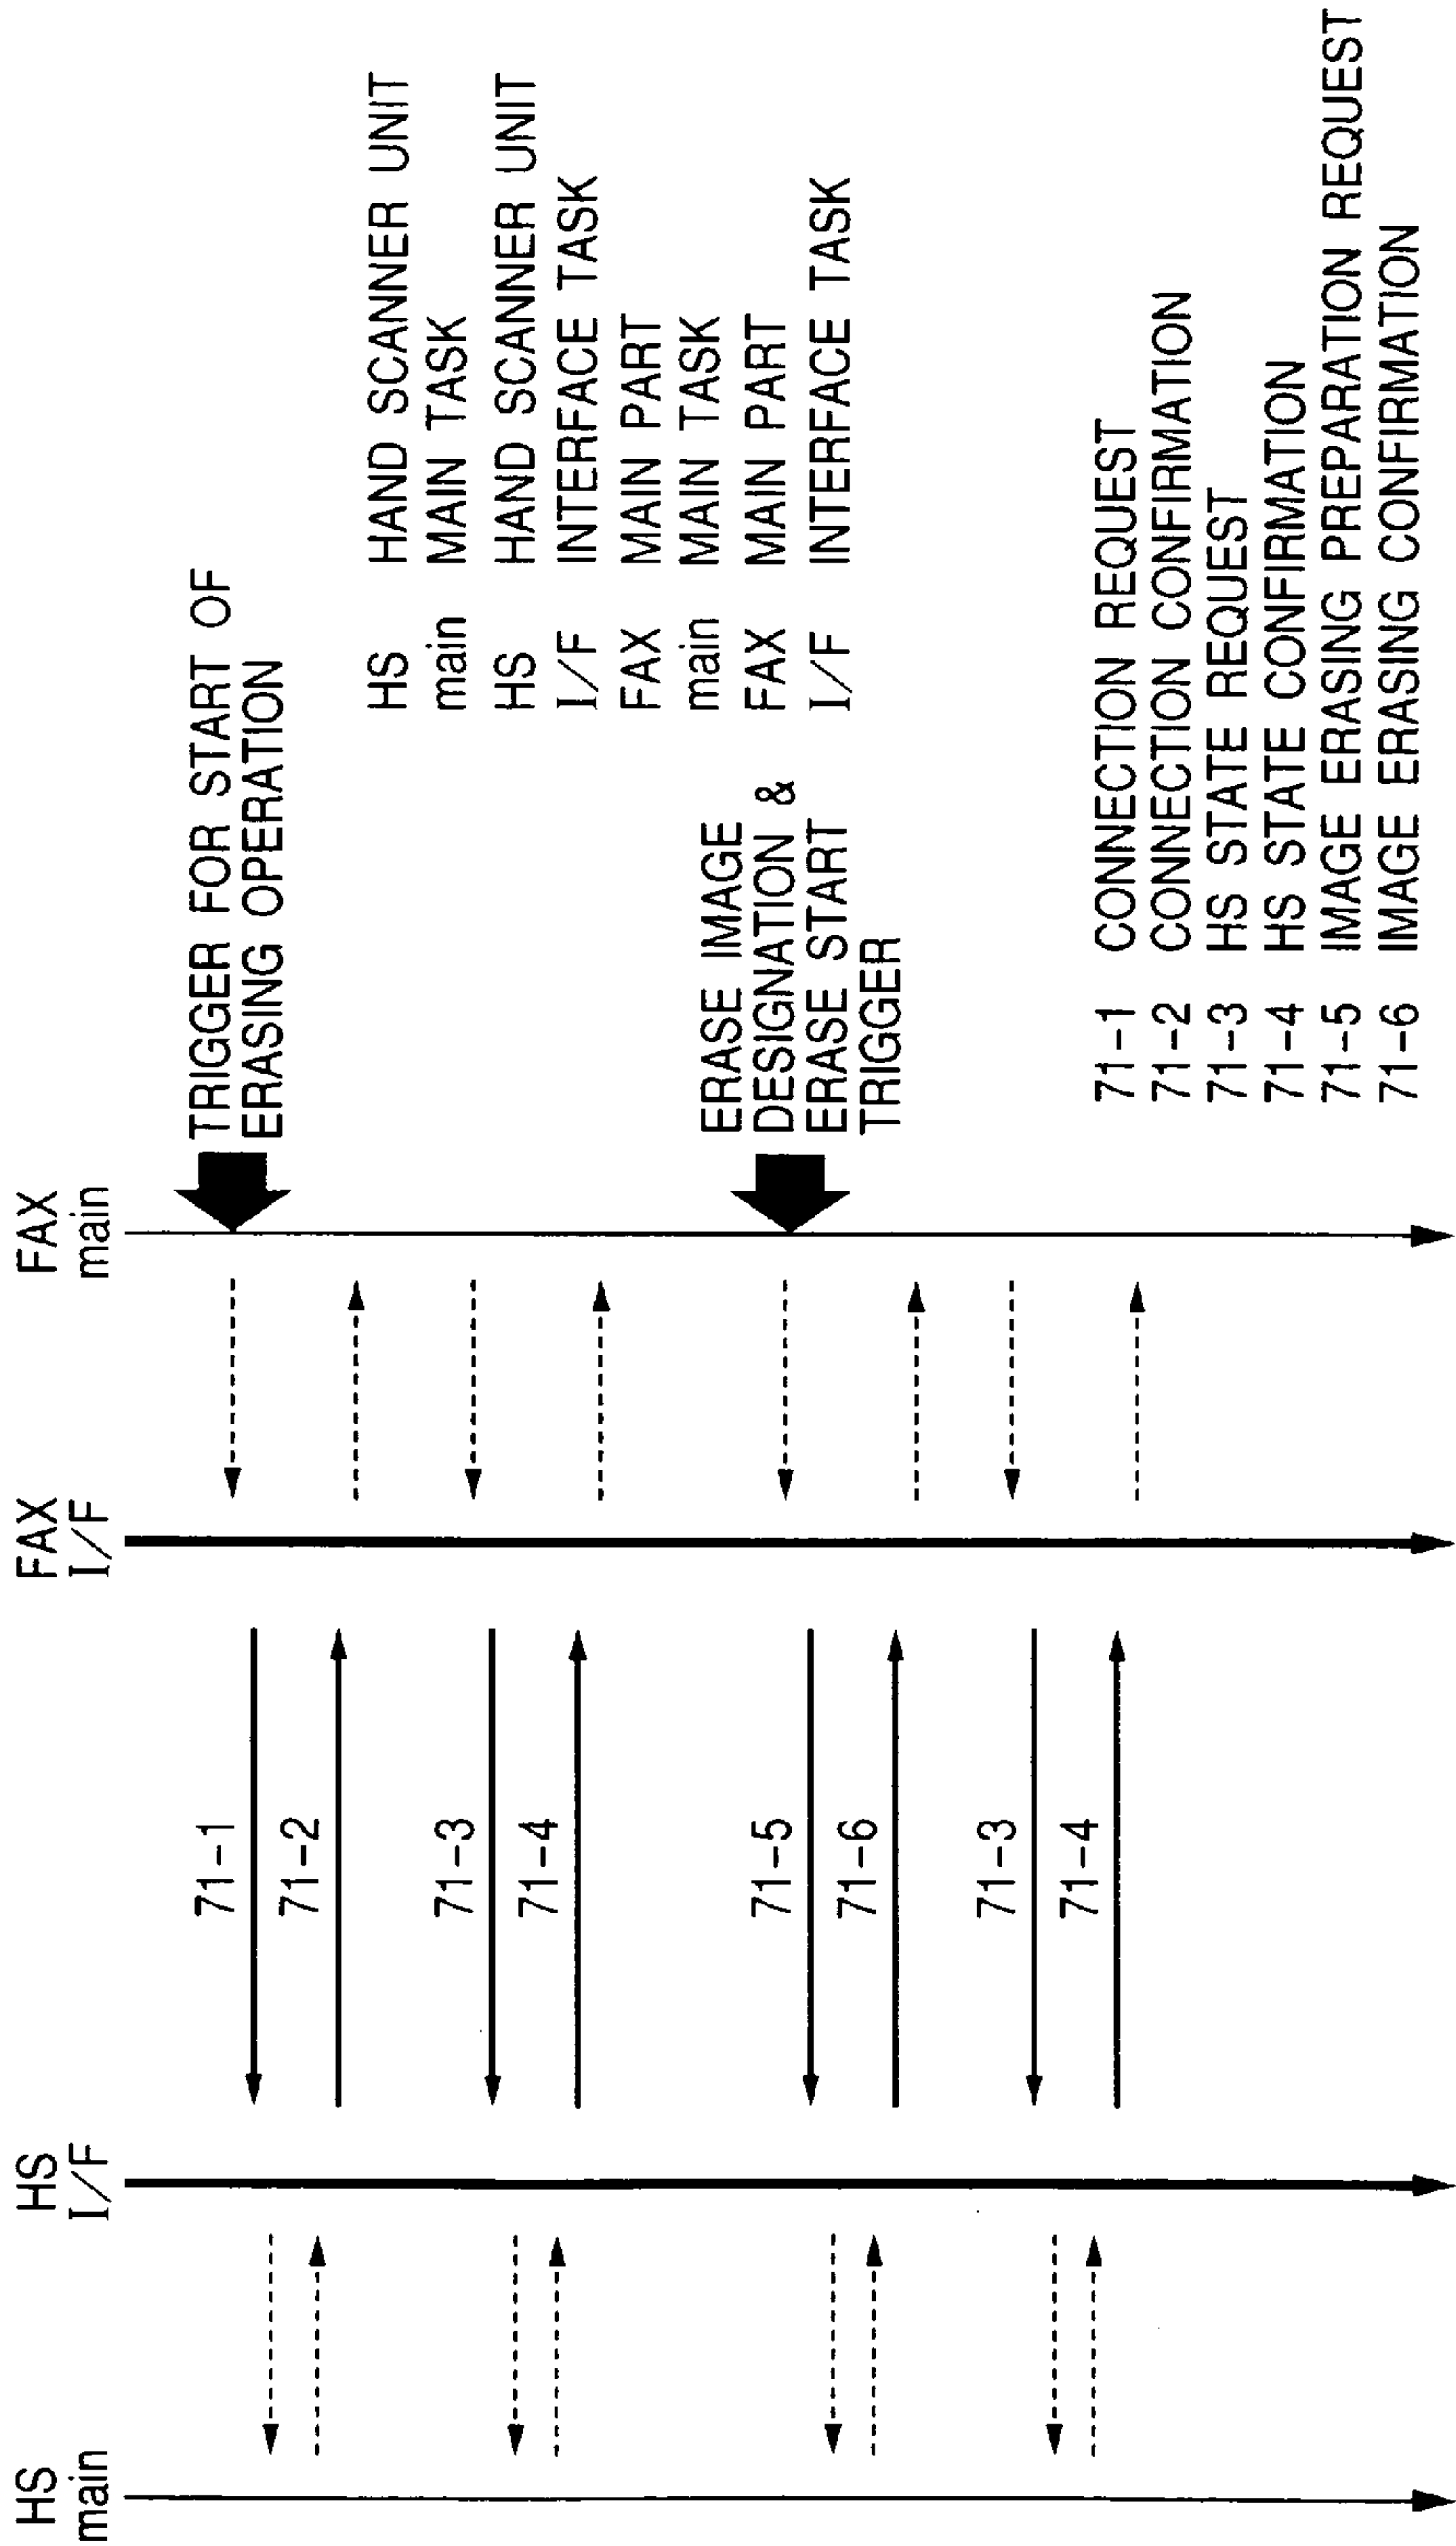 HS
main
HS
I/F
FAX
I/F
FAX
main
TRIGGER FOR START OF
ERASING OPERATION
71-1
71-2
71-3
71-4
71-5
71-6
71-3
71-4
HS HAND SCANNER UNIT
main MAIN TASK
HS HAND SCANNER UNIT
I/F INTERFACE TASK
FAX MAIN PART
main MAIN TASK
FAX MAIN PART
I/F INTERFACE TASK
ERASE IMAGE
DESIGNATION &
ERASE START
TRIGGER
71-1 CONNECTION REQUEST
71-2 CONNECTION CONFIRMATION
71-3 HS STATE REQUEST
71-4 HS STATE CONFIRMATION
71-5 IMAGE ERASING PREPARATION REQUEST
71-6 IMAGE ERASING CONFIRMATION